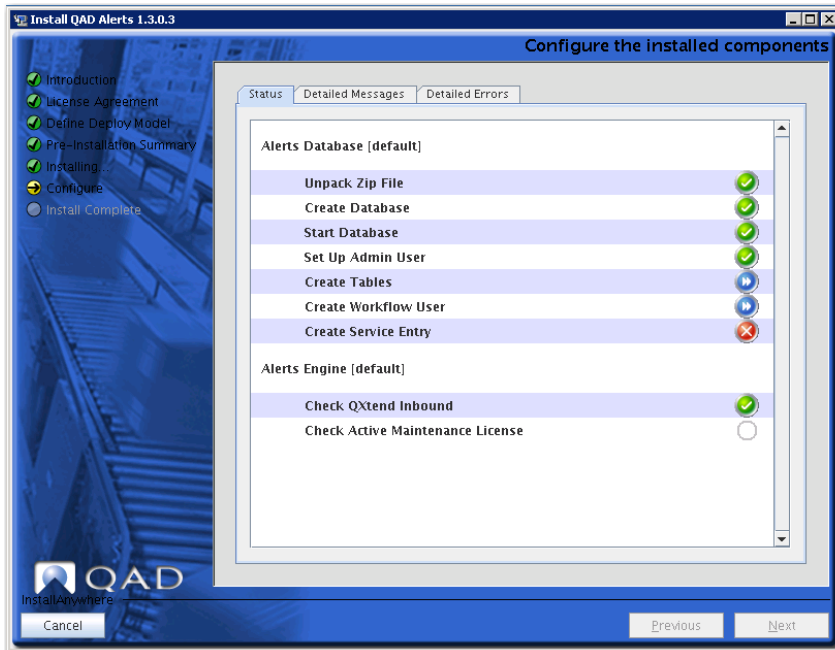 Install QAD Alerts 1.3.0.3
Configure the installed components
Introduction
License Agreement
Define Deploy Model
Pre-Installation Summary
Installing...
Configure
Install Complete
Status
Detailed Messages
Detailed Errors
Alerts Database [default]
Unpack Zip File
Create Database
Start Database
Set Up Admin User
Create Tables
Create Workflow User
Create Service Entry
Alerts Engine [default]
Check QXtend Inbound
Check Active Maintenance License
QAD
InstallAnywhere
Cancel
Previous
Next